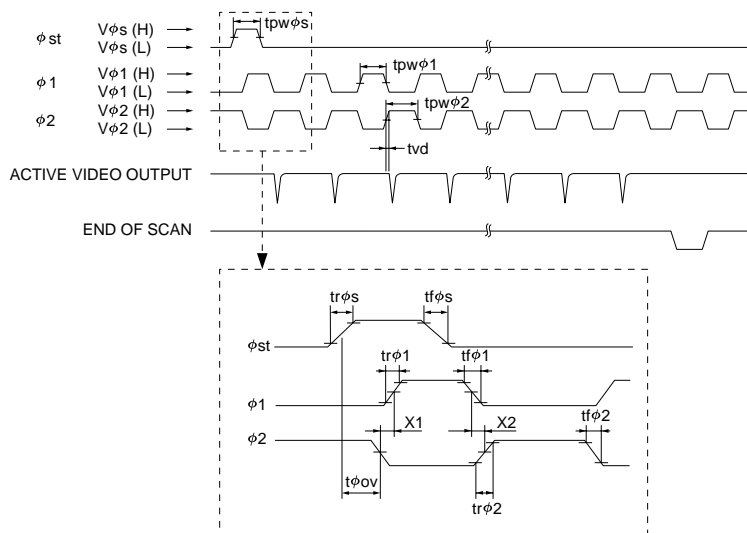 tpwφs
φst
Vφs (H)
Vφs (L)
φ1
Vφ1 (H)
Vφ1 (L)
tpwφ1
φ2
Vφ2 (H)
Vφ2 (L)
tpwφ2
tvd
ACTIVE VIDEO OUTPUT
END OF SCAN
trφs
tfφs
φst
trφ1
tfφ1
φ1
X1
X2
tfφ2
φ2
tφov
trφ2